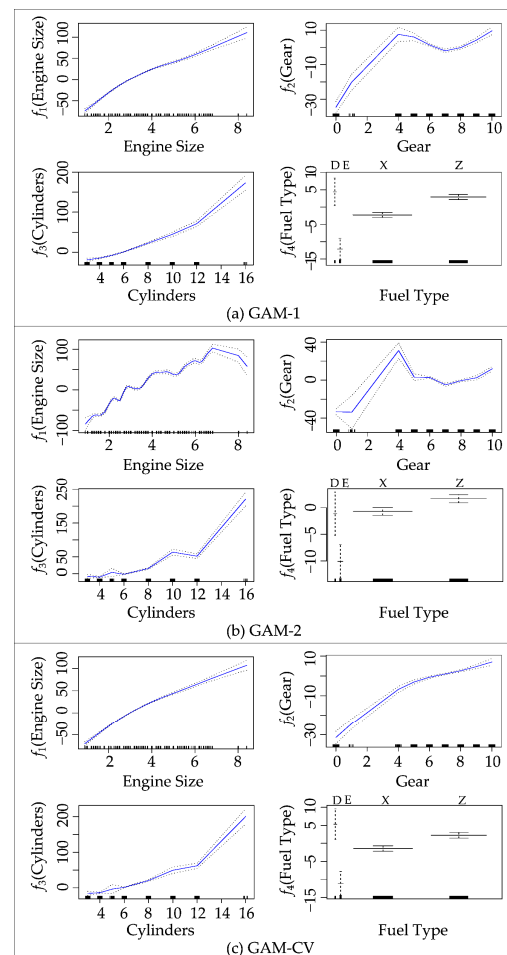 f₁(Engine Size)
−50 0 50 100
2 4 6 8
Engine Size
f₂(Gear)
−30 −10 10
0 2 4 6 8 10
Gear
f₃(Cylinders)
0 100 200
4 6 8 10 12 14 16
Cylinders
D E X Z
f₄(Fuel Type)
−15 −5 5 10
Fuel Type
(a) GAM-1
f₁(Engine Size)
−100 0 50 100
2 4 6 8
Engine Size
f₂(Gear)
−40 0 20 40
0 2 4 6 8 10
Gear
f₃(Cylinders)
0 50 150 250
4 6 8 10 12 14 16
Cylinders
D E X Z
f₄(Fuel Type)
−10 0
Fuel Type
(b) GAM-2
f₁(Engine Size)
−50 0 50 100
2 4 6 8
Engine Size
f₂(Gear)
−30 −10 10
0 2 4 6 8 10
Gear
f₃(Cylinders)
0 100 200
4 6 8 10 12 14 16
Cylinders
D E X Z
f₄(Fuel Type)
−15 −5 5 10
Fuel Type
(c) GAM-CV